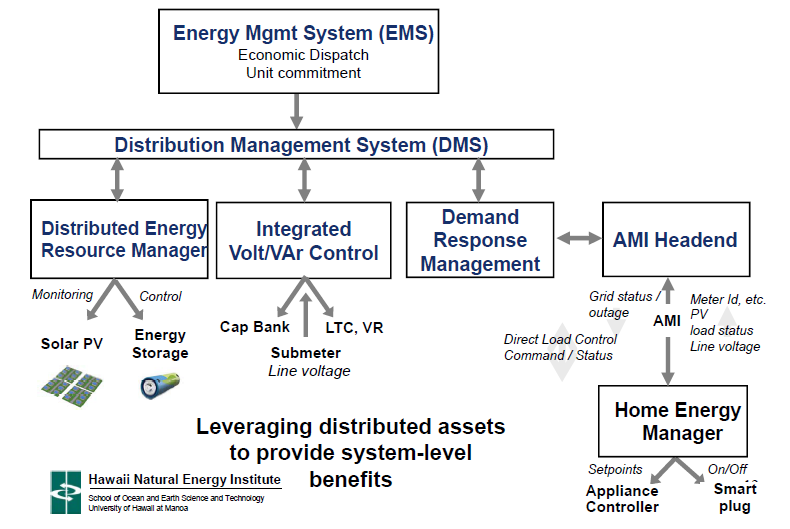 Energy Mgmt System (EMS)
Economic Dispatch
Unit commitment
Distribution Management System (DMS)
Distributed Energy
Resource Manager
Integrated
Volt/VAr Control
Demand
Response
Management
AMI Headend
Monitoring
Control
Solar PV
Energy
Storage
Cap Bank
LTC, VR
Submeter
Line voltage
Grid status /
outage
AMI
Meter Id, etc.
PV
load status
Line voltage
Direct Load Control
Command / Status
Home Energy
Manager
Setpoints
On/Off
Appliance
Controller
Smart
plug
Leveraging distributed assets
to provide system-level
benefits
Hawaii Natural Energy Institute
School of Ocean and Earth Science and Technology
University of Hawaii at Manoa